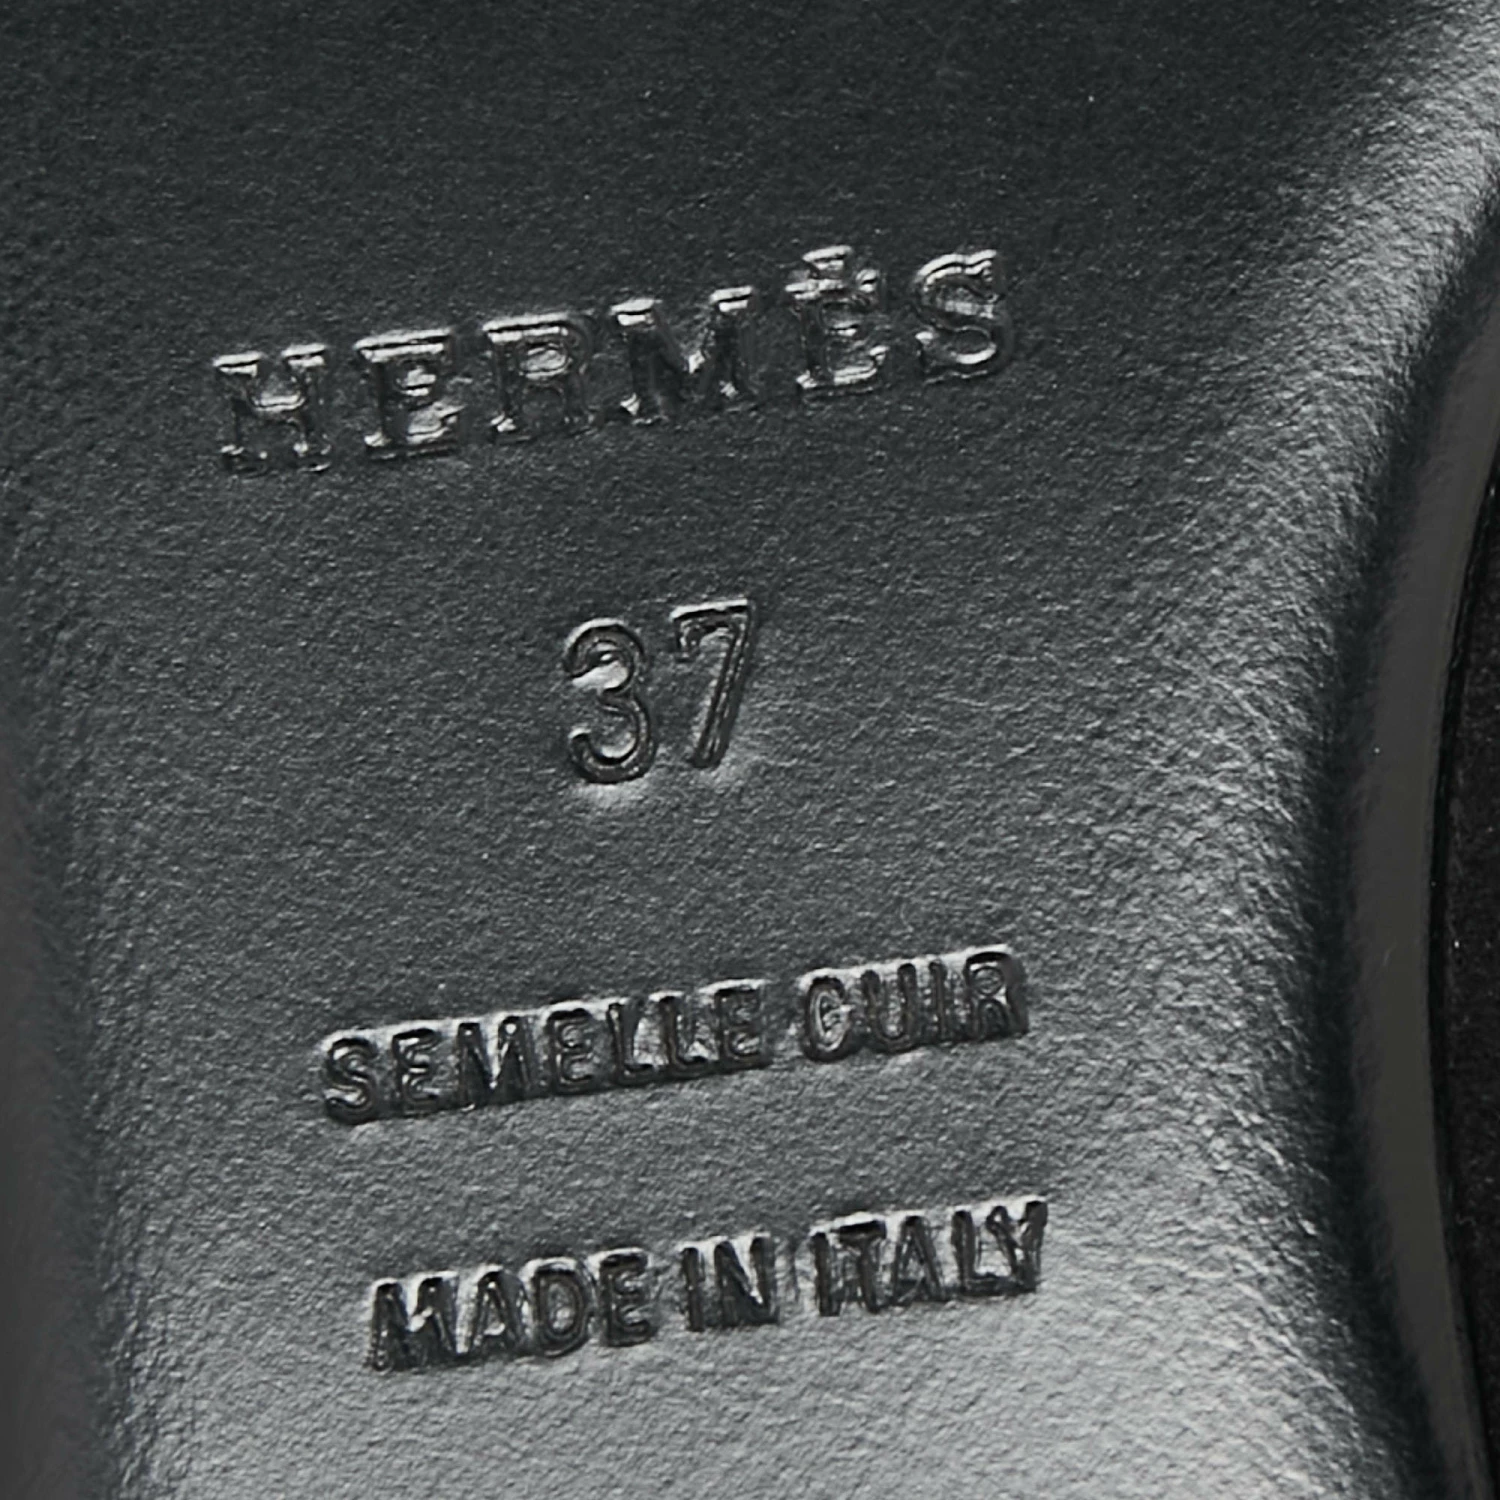 HERMÈS
37
SEMELLE CUIR
MADE IN ITALY